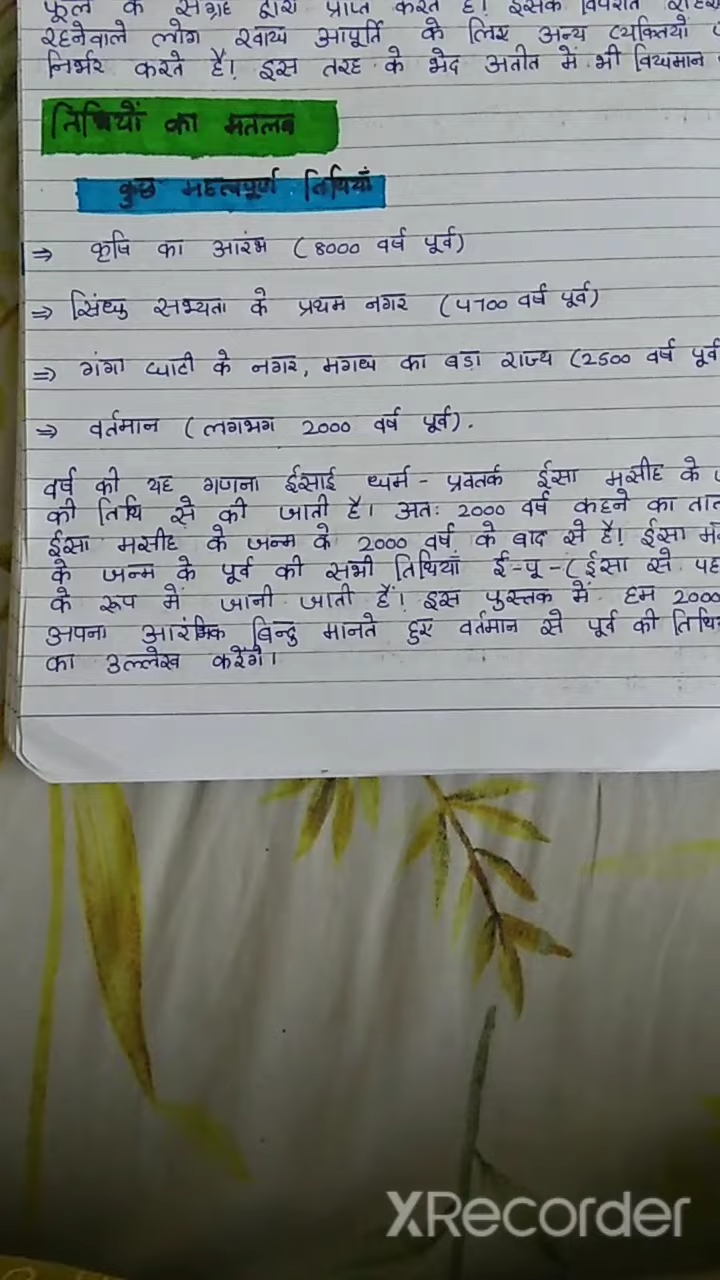 फूल के संग्रह द्वारा प्राप्त करते है! इसके विपरीत
रहनेवाले लोग खाद्य आपूर्ति के लिए अन्य व्यक्तियों
निर्भर करते है! इस तरह के भेद अतीत में भी विद्यमान
तिथियों का मतलब
कुछ महत्वपूर्ण तिथियाँ
⇒ कृषि का आरंभ (8000 वर्ष पूर्व)
⇒ सिंधु सभ्यता के प्रथम नगर (4700 वर्ष पूर्व)
⇒ गंगा घाटी के नगर, मगध का बड़ा राज्य (2500 वर्ष पूर्व
⇒ वर्तमान (लगभग 2000 वर्ष पूर्व).
वर्ष की यह गणना ईसाई धर्म - प्रवतर्क ईसा मसीह के
की तिथि से की जाती है। अतः 2000 वर्ष कहने का
ईसा मसीह के जन्म के 2000 वर्ष के बाद से है! ईसा
के जन्म के पूर्व की सभी तिथियाँ ई-पू-(ईसा से
के रूप में जानी जाती हैं! इस पुस्तक में हम 2000
अपना आरंभिक बिन्दु मानते हुए वर्तमान से पूर्व की
का उल्लेख करेंगे।
XRecorder